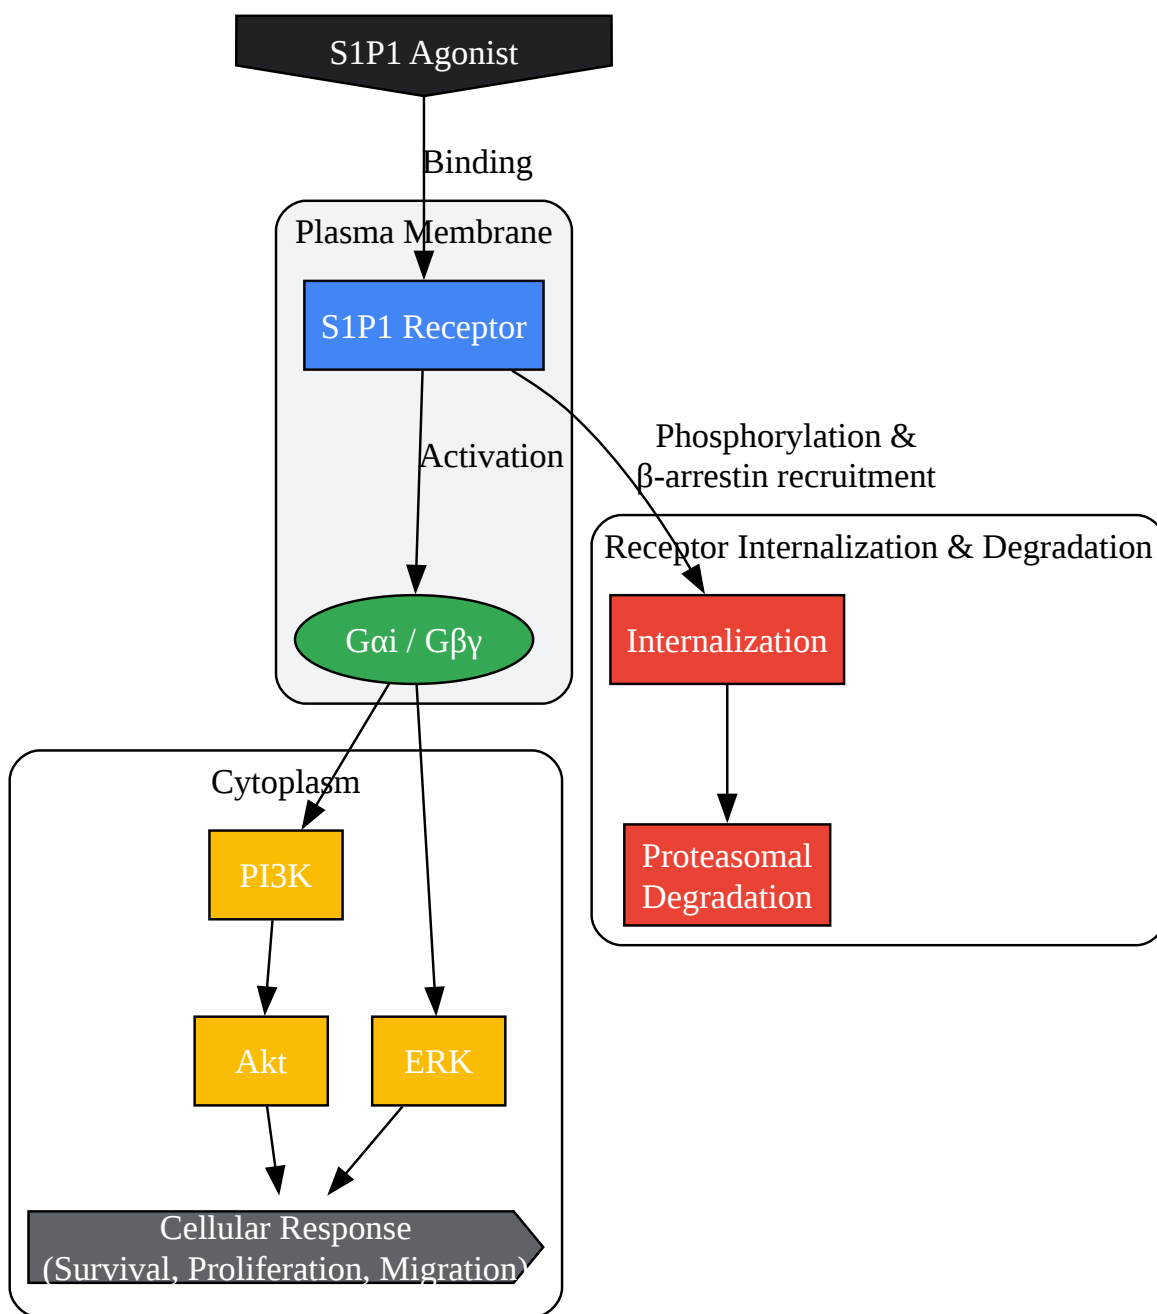 S1P1 Agonist
Binding
Plasma Membrane
S1P1 Receptor
Activation
Phosphorylation &
β-arrestin recruitment
Receptor Internalization & Degradation
Gαi / Gβγ
Internalization
Cytoplasm
PI3K
Proteasomal
Degradation
Akt
ERK
Cellular Response
(Survival, Proliferation, Migration)